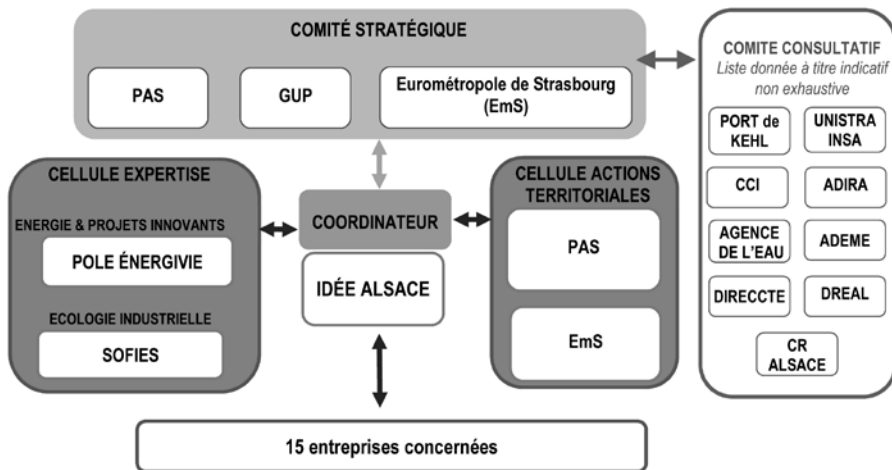 COMITÉ STRATÉGIQUE
PAS
GUP
Eurométropole de Strasbourg
(EmS)
COMITE CONSULTATIF
Liste donnée à titre indicatif
non exhaustive
PORT de
KEHL
UNISTRA
INSA
CCI
ADIRA
AGENCE
DE L'EAU
ADEME
DIRECCTE
DREAL
CR
ALSACE
CELLULE EXPERTISE
ENERGIE & PROJETS INNOVANTS
POLE ÉNERGIVIE
ECOLOGIE INDUSTRIELLE
SOFIES
COORDINATEUR
IDÉE ALSACE
CELLULE ACTIONS
TERRITORIALES
PAS
EmS
15 entreprises concernées